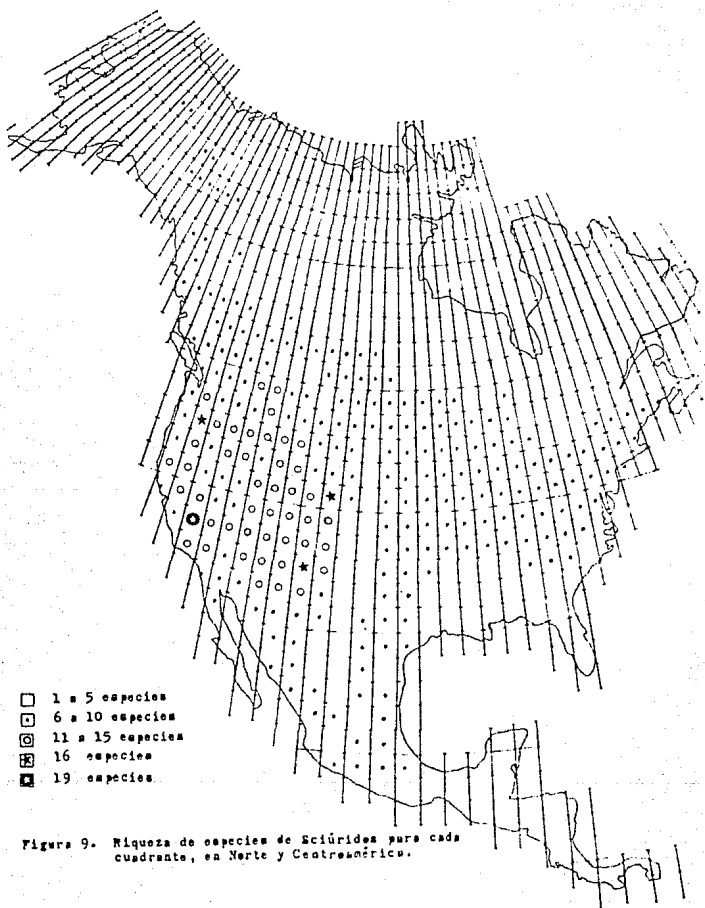 1 a 5 especies
6 a 10 especies
11 a 15 especies
16 especies
19 especies
Figura 9. Riqueza de especies de Sciúridos para cada
cuadrante, en Norte y Centroamérica.